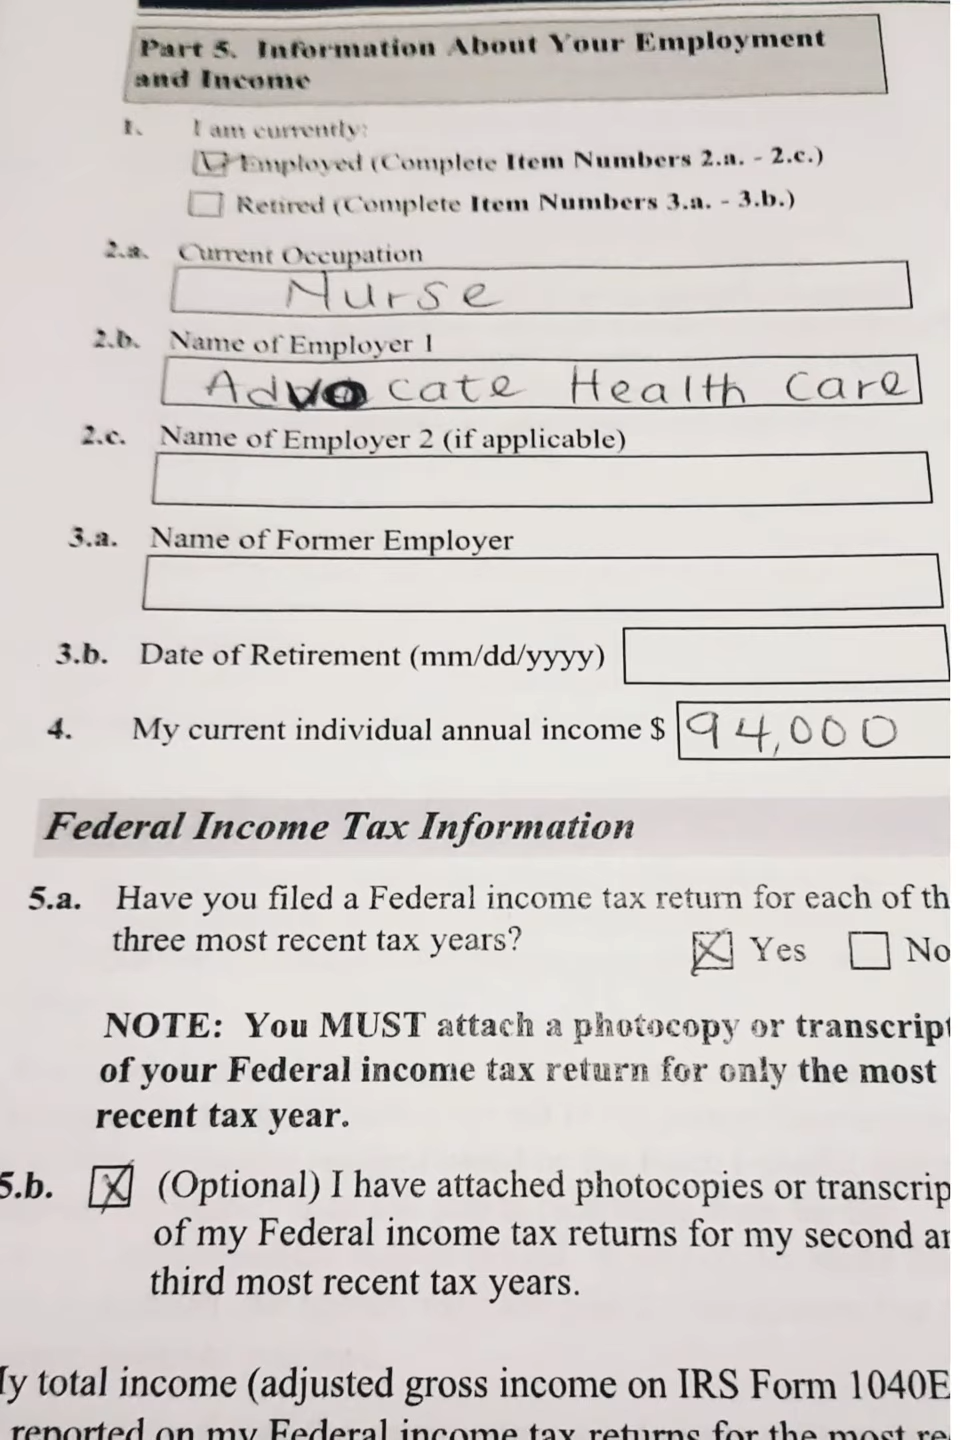 Part 5. Information About Your Employment
and Income
1. I am currently:
Employed (Complete Item Numbers 2.a. - 2.c.)
Retired (Complete Item Numbers 3.a. - 3.b.)
2.a. Current Occupation
Nurse
2.b. Name of Employer 1
Advocate Health Care
2.c. Name of Employer 2 (if applicable)
3.a. Name of Former Employer
3.b. Date of Retirement (mm/dd/yyyy)
4. My current individual annual income $ 94,000
Federal Income Tax Information
5.a. Have you filed a Federal income tax return for each of th
three most recent tax years? Yes No
NOTE: You MUST attach a photocopy or transcript
of your Federal income tax return for only the most
recent tax year.
5.b. (Optional) I have attached photocopies or transcrip
of my Federal income tax returns for my second an
third most recent tax years.
My total income (adjusted gross income on IRS Form 1040E
reported on my Federal income tax returns for the most re